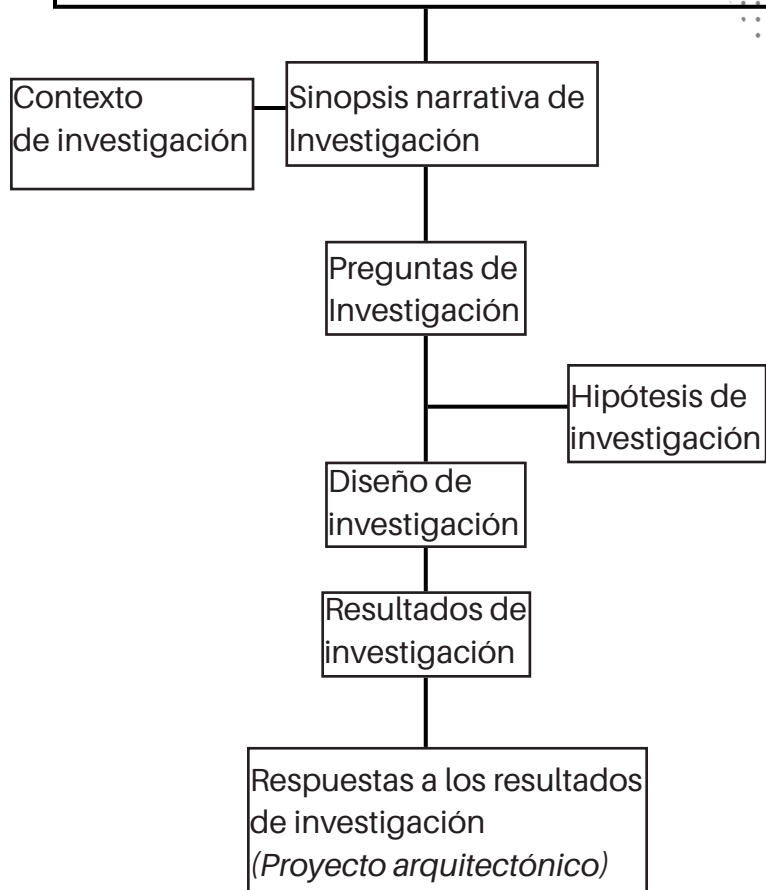 Contexto
de investigación
Sinopsis narrativa de
Investigación
Preguntas de
Investigación
Hipótesis de
investigación
Diseño de
investigación
Resultados de
investigación
Respuestas a los resultados
de investigación
(Proyecto arquitectónico)